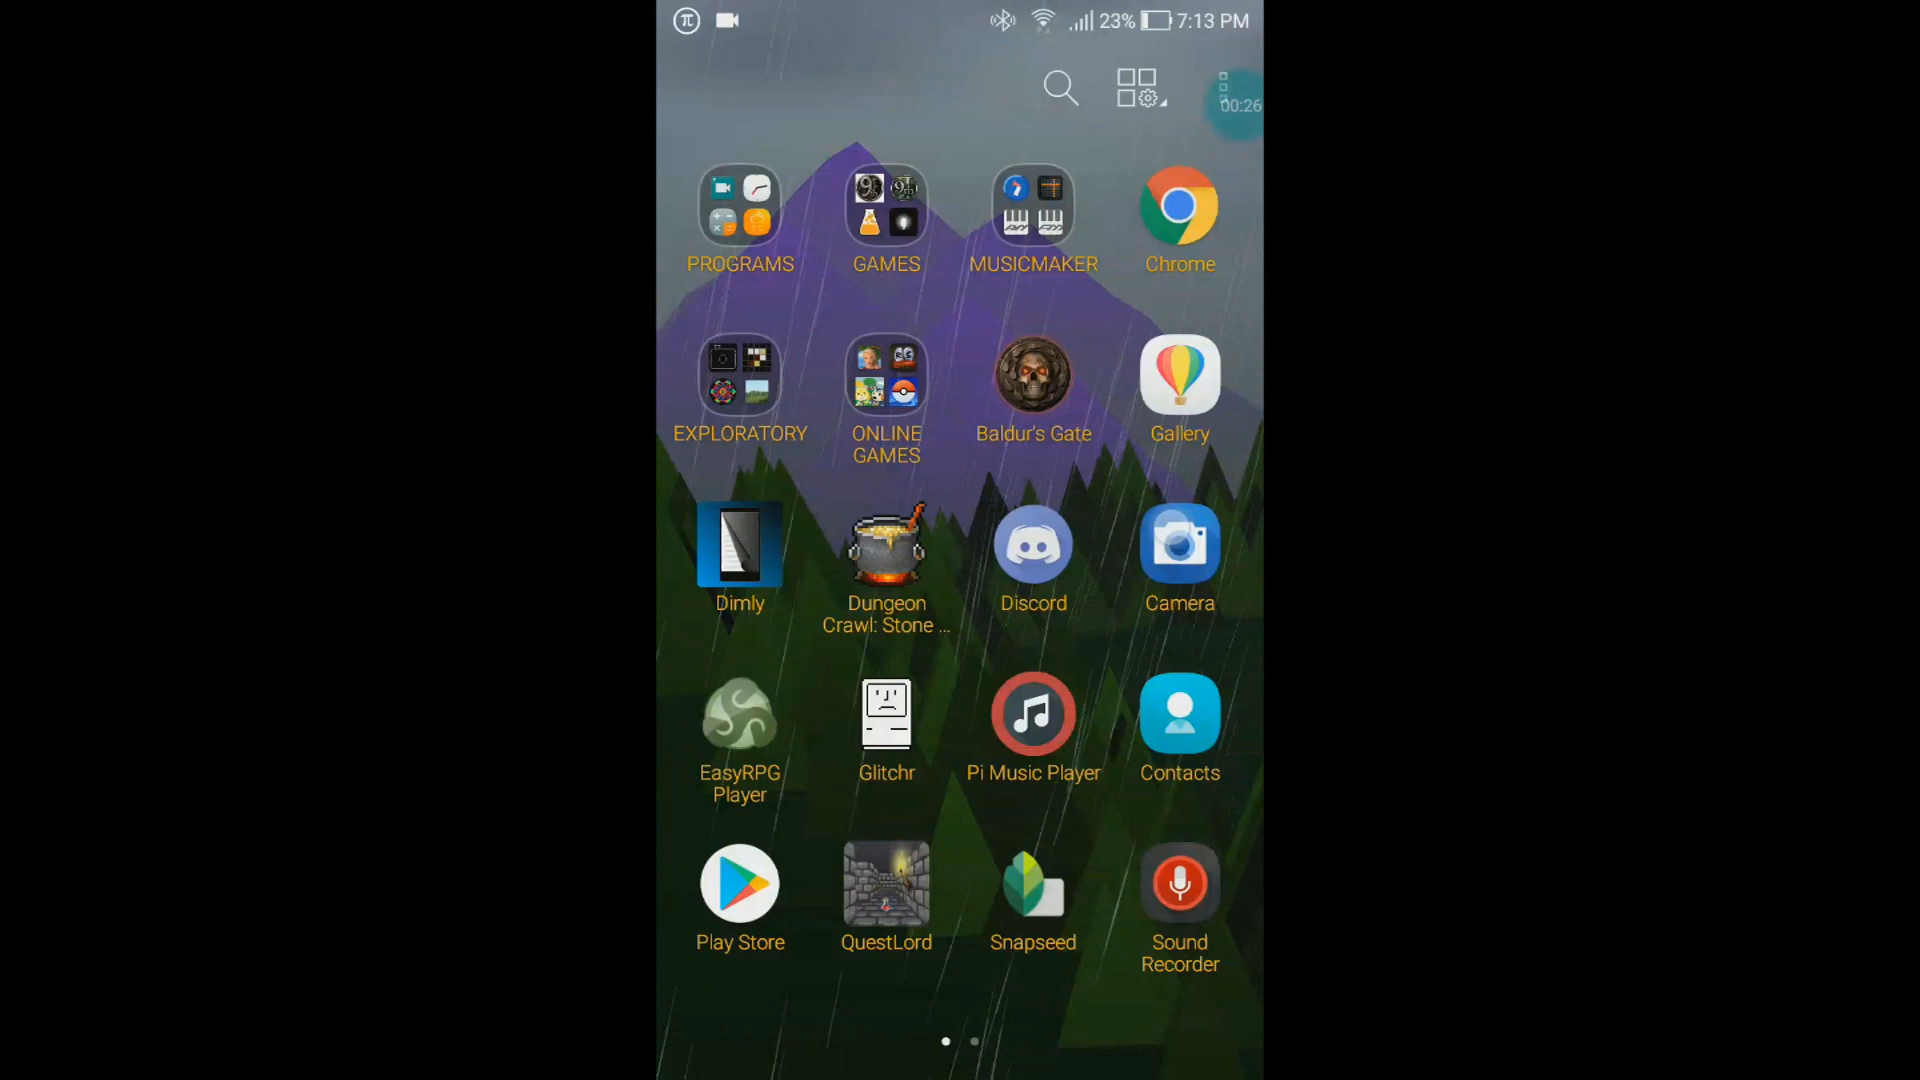 π 23% 7:13 PM
00:26
PROGRAMS GAMES MUSICMAKER Chrome
EXPLORATORY ONLINE GAMES Baldur's Gate Gallery
Dimly Dungeon Crawl: Stone ... Discord Camera
EasyRPG Player Glitchr Pi Music Player Contacts
Play Store QuestLord Snapseed Sound Recorder